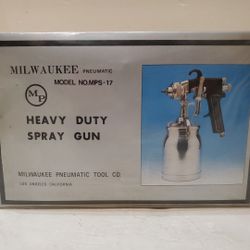 MILWAUKEE PNEUMATIC
MODEL NO.MPS-17
MP
HEAVY DUTY
SPRAY GUN
MILWAUKEE PNEUMATIC TOOL CO.
LOS ANGELES CALIFORNIA